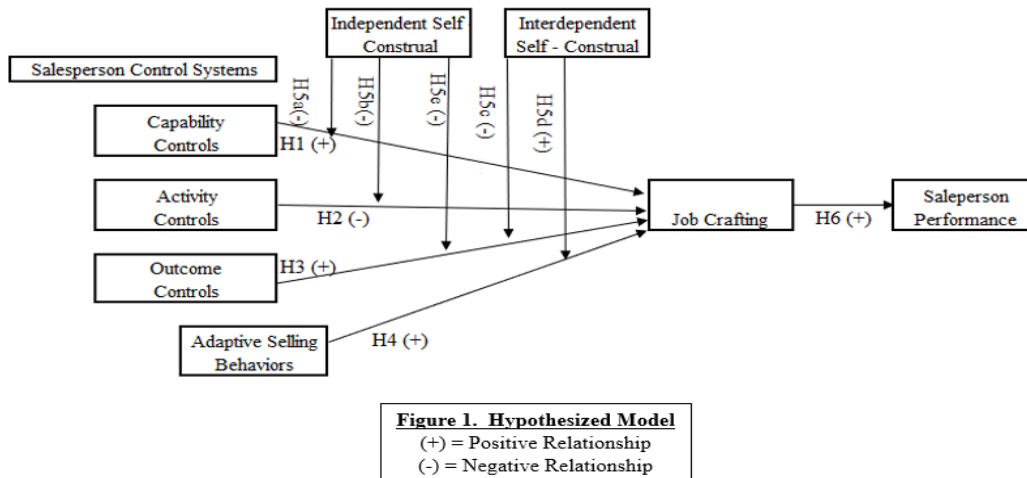 Independent Self
Construal
Interdependent
Self - Construal
Salesperson Control Systems
H5a(-)
H5b(-)
H5e (-)
H5c (-)
H5d (+)
Capability
Controls
H1 (+)
Activity
Controls
H2 (-)
Job Crafting
H6 (+)
Saleperson
Performance
Outcome
Controls
H3 (+)
Adaptive Selling
Behaviors
H4 (+)
Figure 1. Hypothesized Model
(+) = Positive Relationship
(-) = Negative Relationship